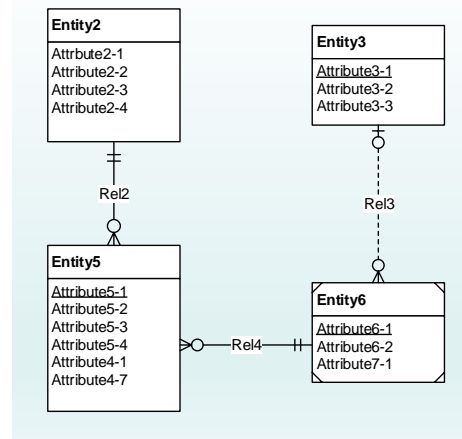 Entity2
Attrbute2-1
Attribute2-2
Attribute2-3
Attribute2-4
Entity3
Attribute3-1
Attribute3-2
Attribute3-3
Rel2
Rel3
Entity5
Attribute5-1
Attribute5-2
Attribute5-3
Attribute5-4
Attribute4-1
Attribute4-7
Rel4
Entity6
Attribute6-1
Attribute6-2
Attribute7-1